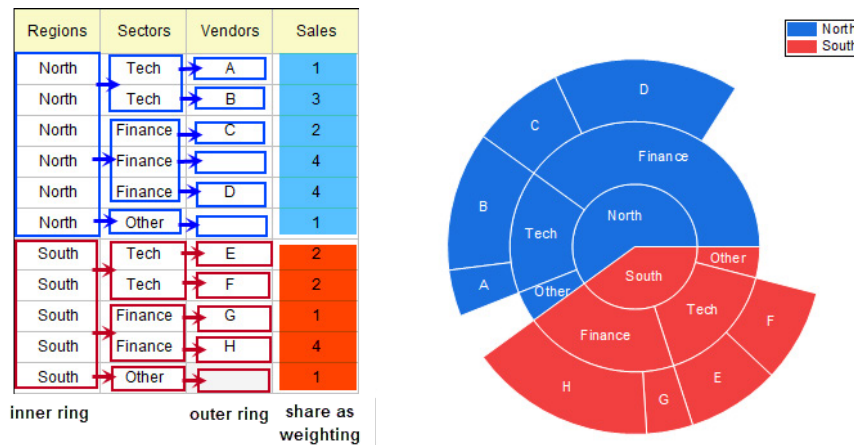 Regions Sectors Vendors Sales
North Tech A 1
North Tech B 3
North Finance C 2
North Finance 4
North Finance D 4
North Other 1
South Tech E 2
South Tech F 2
South Finance G 1
South Finance H 4
South Other 1
inner ring outer ring share as
weighting
North
South
D
C
Finance
B
North
Tech
Other
South
A
Other
Tech
F
Finance
E
H
G